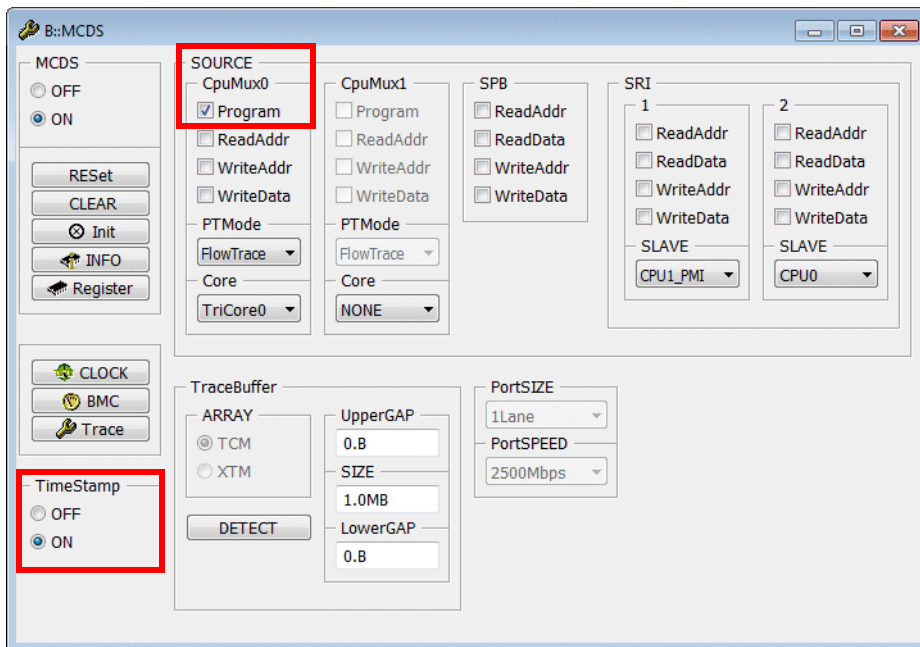 B::MCDS
MCDS
OFF
ON
RESet
CLEAR
Init
INFO
Register
CLOCK
BMC
Trace
TimeStamp
OFF
ON
SOURCE
CpuMux0
Program
ReadAddr
WriteAddr
WriteData
PTMode
FlowTrace
Core
TriCore0
CpuMux1
Program
ReadAddr
WriteAddr
WriteData
PTMode
FlowTrace
Core
NONE
SPB
ReadAddr
ReadData
WriteAddr
WriteData
SRI
1
ReadAddr
ReadData
WriteAddr
WriteData
SLAVE
CPU1_PMI
2
ReadAddr
ReadData
WriteAddr
WriteData
SLAVE
CPU0
TraceBuffer
ARRAY
TCM
XTM
DETECT
UpperGAP
0.B
SIZE
1.0MB
LowerGAP
0.B
PortSIZE
1Lane
PortSPEED
2500Mbps